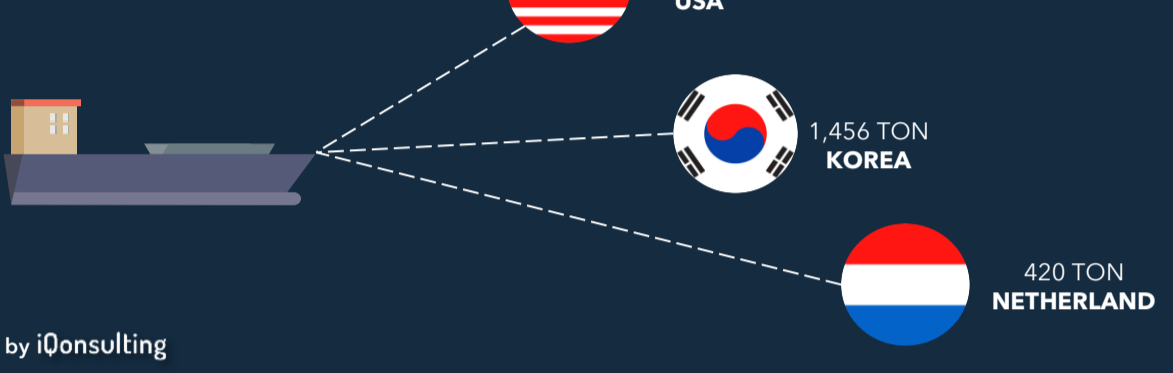 USA
1,456 TON
KOREA
420 TON
NETHERLAND
by iQonsulting